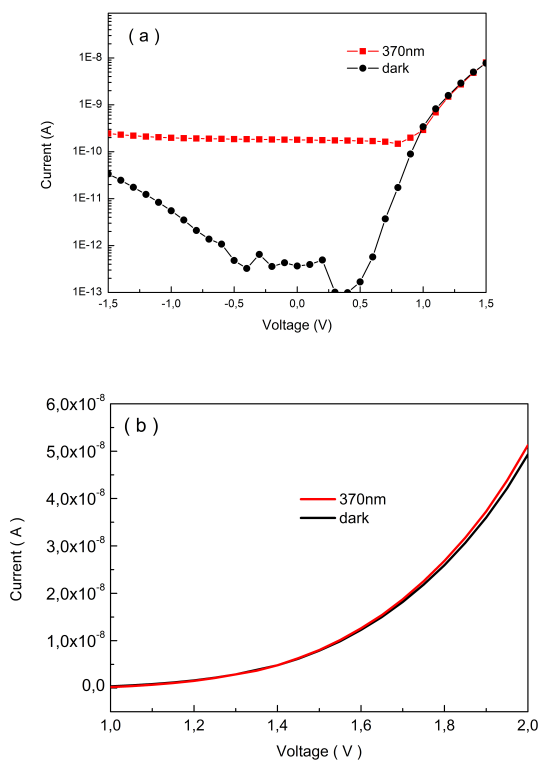 ( a )
370nm
dark
1E-8
1E-9
1E-10
1E-11
1E-12
1E-13
Current (A)
-1,5 -1,0 -0,5 0,0 0,5 1,0 1,5
Voltage (V)
( b )
6,0x10-8
5,0x10-8
4,0x10-8
3,0x10-8
2,0x10-8
1,0x10-8
0,0
370nm
dark
Current ( A )
1,0 1,2 1,4 1,6 1,8 2,0
Voltage ( V )